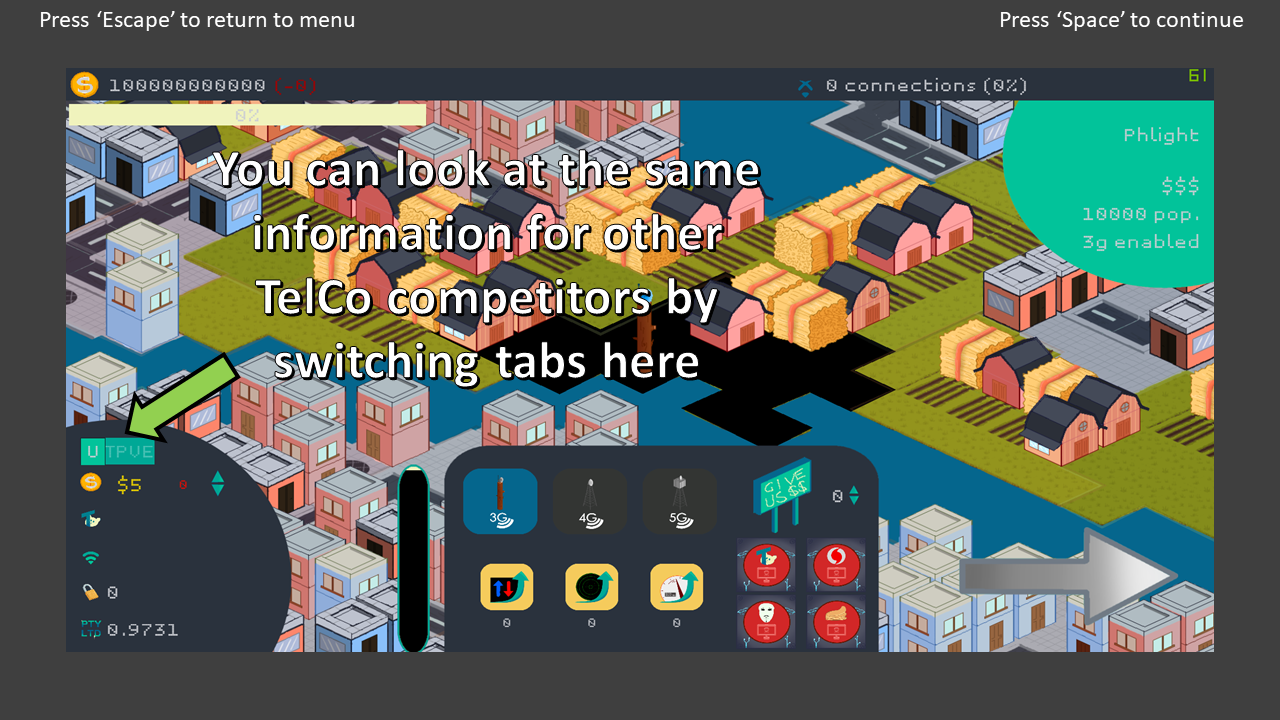 Press ‘Escape’ to return to menu
Press ‘Space’ to continue
100000000000 (-0)
0 connections (0%)
61
0%
Phlight
$$$
10000 pop.
3g enabled
You can look at the same
information for other
TelCo competitors by
switching tabs here
U TPVE
$5 0
0
PTY LTD 0.9731
3G 4G 5G
GIVE US $$
0
0 0 0